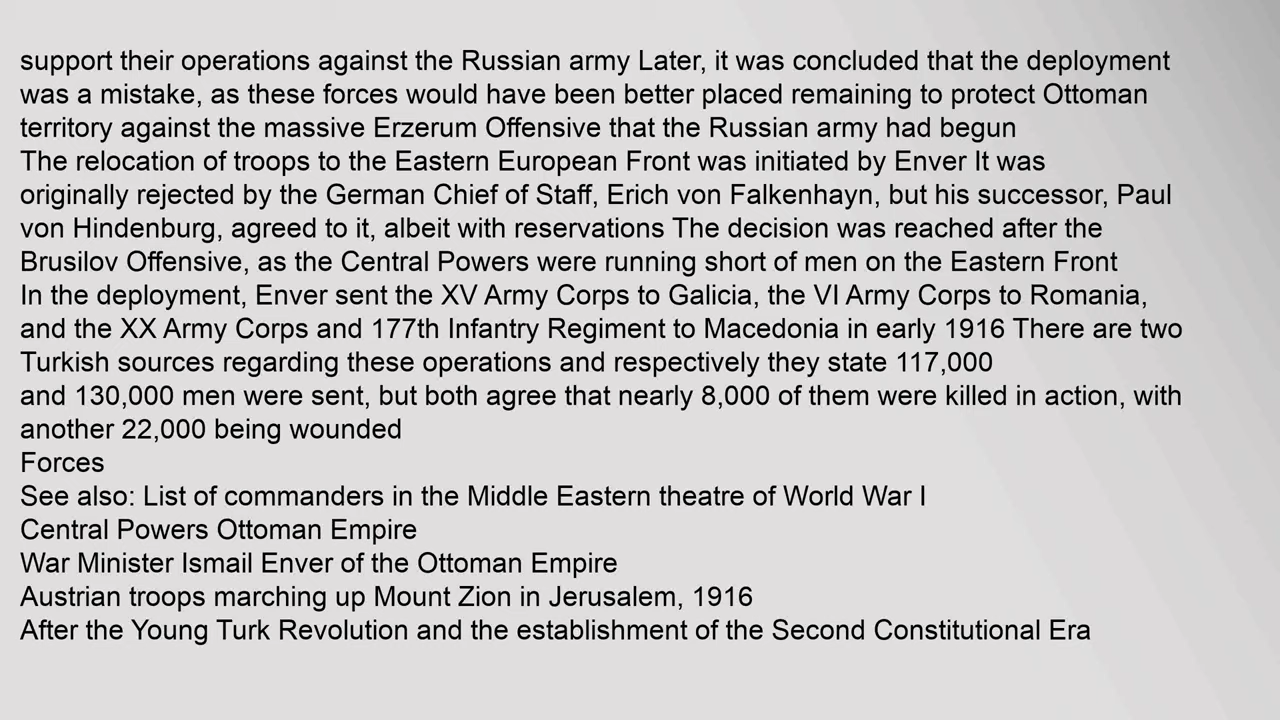 support their operations against the Russian army Later, it was concluded that the deployment
was a mistake, as these forces would have been better placed remaining to protect Ottoman
territory against the massive Erzerum Offensive that the Russian army had begun
The relocation of troops to the Eastern European Front was initiated by Enver It was
originally rejected by the German Chief of Staff, Erich von Falkenhayn, but his successor, Paul
von Hindenburg, agreed to it, albeit with reservations The decision was reached after the
Brusilov Offensive, as the Central Powers were running short of men on the Eastern Front
In the deployment, Enver sent the XV Army Corps to Galicia, the VI Army Corps to Romania,
and the XX Army Corps and 177th Infantry Regiment to Macedonia in early 1916 There are two
Turkish sources regarding these operations and respectively they state 117,000
and 130,000 men were sent, but both agree that nearly 8,000 of them were killed in action, with
another 22,000 being wounded
Forces
See also: List of commanders in the Middle Eastern theatre of World War I
Central Powers Ottoman Empire
War Minister Ismail Enver of the Ottoman Empire
Austrian troops marching up Mount Zion in Jerusalem, 1916
After the Young Turk Revolution and the establishment of the Second Constitutional Era